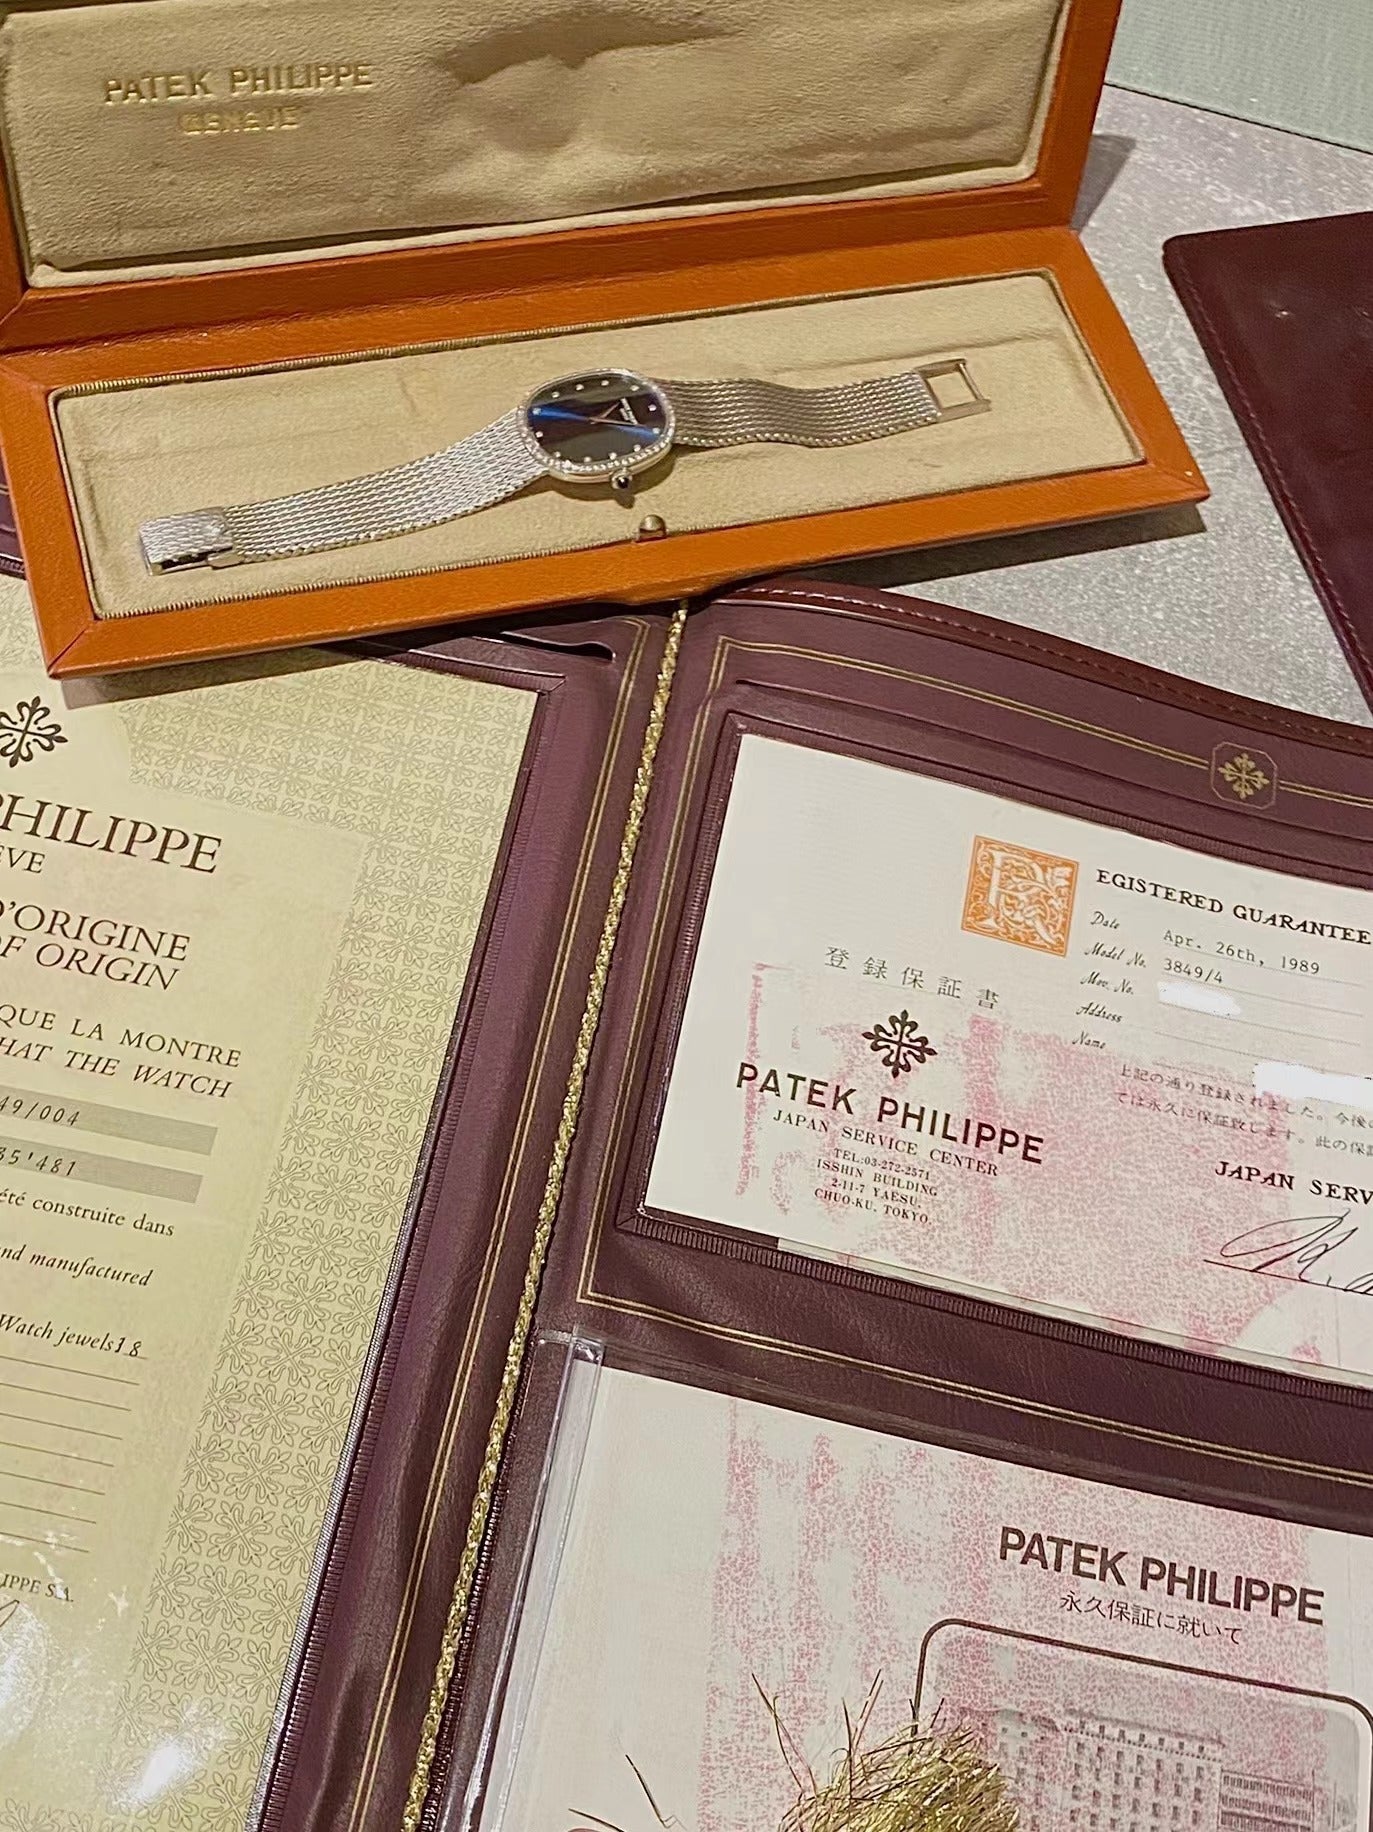 PATEK PHILIPPE
GENEVE
PHILIPPE
EVE
D'ORIGINE
OF ORIGIN
QUE LA MONTRE
HAT THE WATCH
49/004
35'481
été construite dans
nd manufactured
Watch jewels 18
IPPE S.A.
REGISTERED GUARANTEE
Date Apr. 26th, 1989
Model No. 3849/4
Mov. No.
Address
Name
登録保証書
PATEK PHILIPPE
JAPAN SERVICE CENTER
TEL:03-272-2571
ISSHIN BUILDING
2-11-7 YAESU,
CHUO-KU, TOKYO.
上記の通り登録されました。今後
ては永久に保証致します。此の保
JAPAN SERV
PATEK PHILIPPE
永久保証に就いて